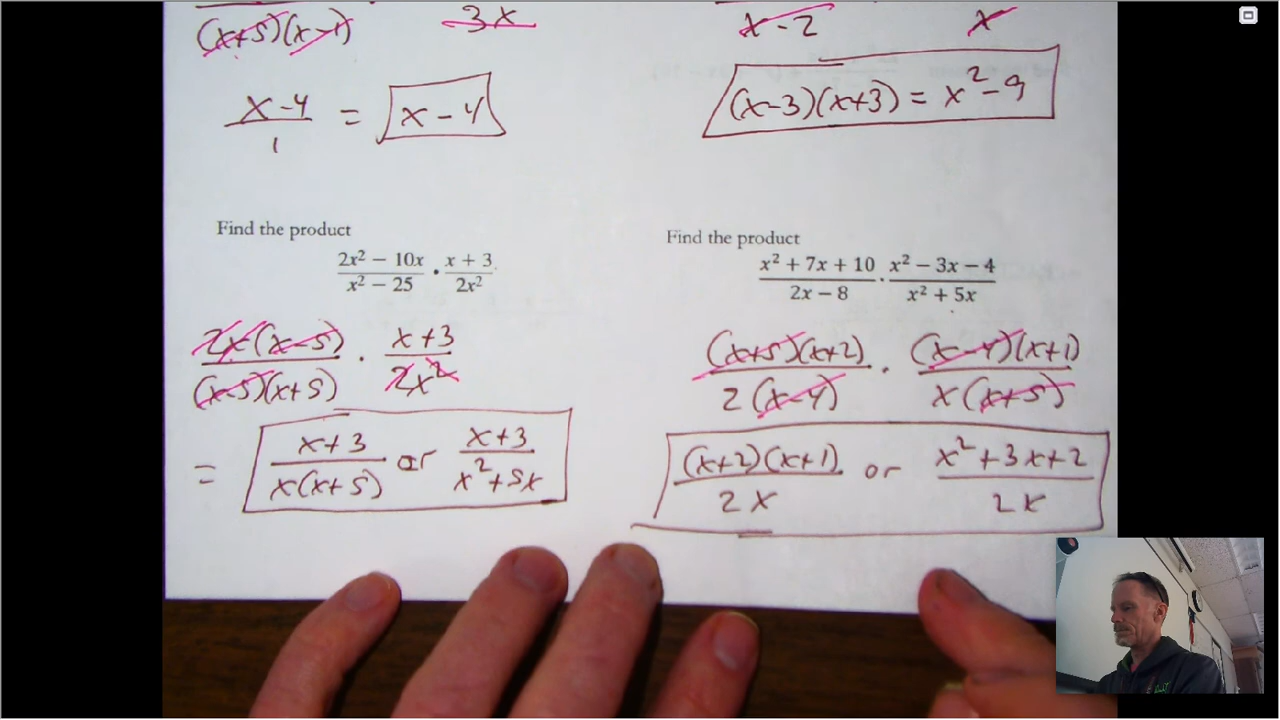 (x+5)(x-1) 3x
x-4
1
= x-4
x-2 x
(x-3)(x+3) = x²-9
Find the product
2x² − 10x / x² − 25 · x + 3 / 2x²
2x(x-5) / (x-5)(x+5) · x+3 / 2x²
= x+3 / x(x+5) or x+3 / x²+5x
Find the product
x² + 7x + 10 / 2x − 8 · x² − 3x − 4 / x² + 5x
(x+5)(x+2) / 2(x-4) · (x-4)(x+1) / x(x+5)
(x+2)(x+1) / 2x or x²+3x+2 / 2x